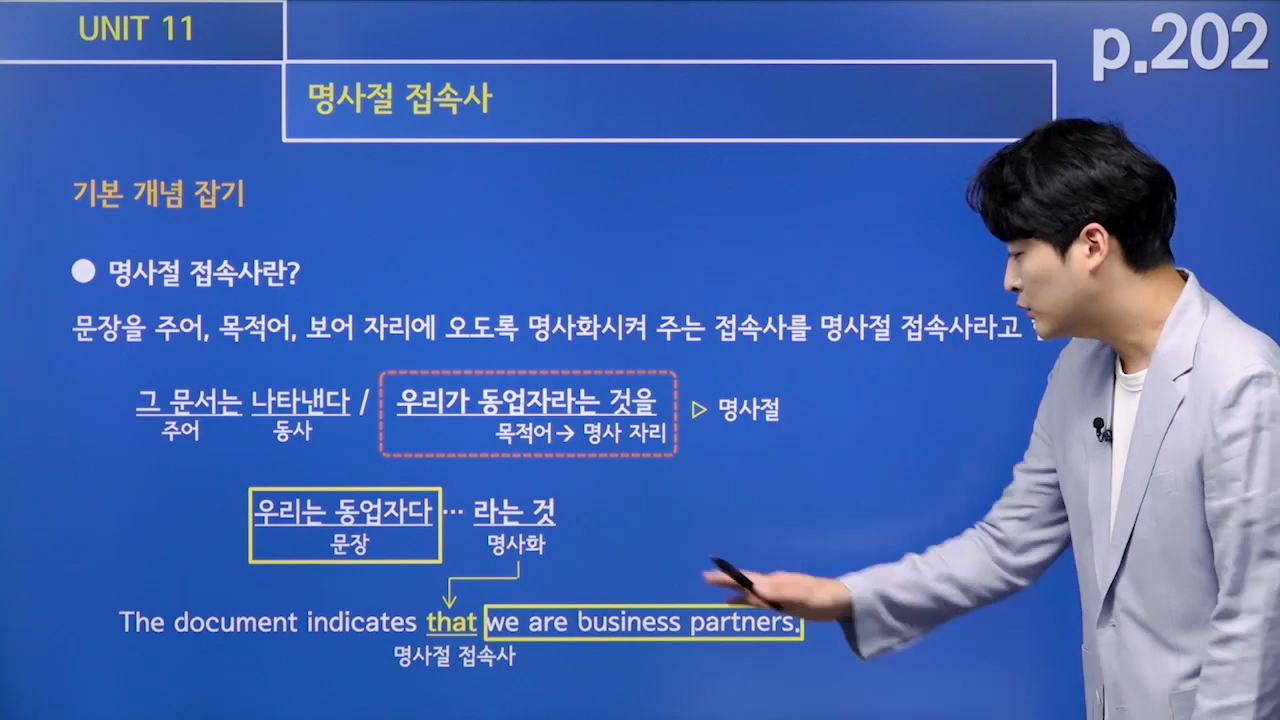 UNIT 11
p.202
명사절 접속사
기본 개념 잡기
● 명사절 접속사란?
문장을 주어, 목적어, 보어 자리에 오도록 명사화시켜 주는 접속사를 명사절 접속사라고
그 문서는 나타낸다 / 우리가 동업자라는 것을 ▷ 명사절
주어 동사 목적어→ 명사 자리
우리는 동업자다 ··· 라는 것
문장 명사화
The document indicates that we are business partners.
명사절 접속사